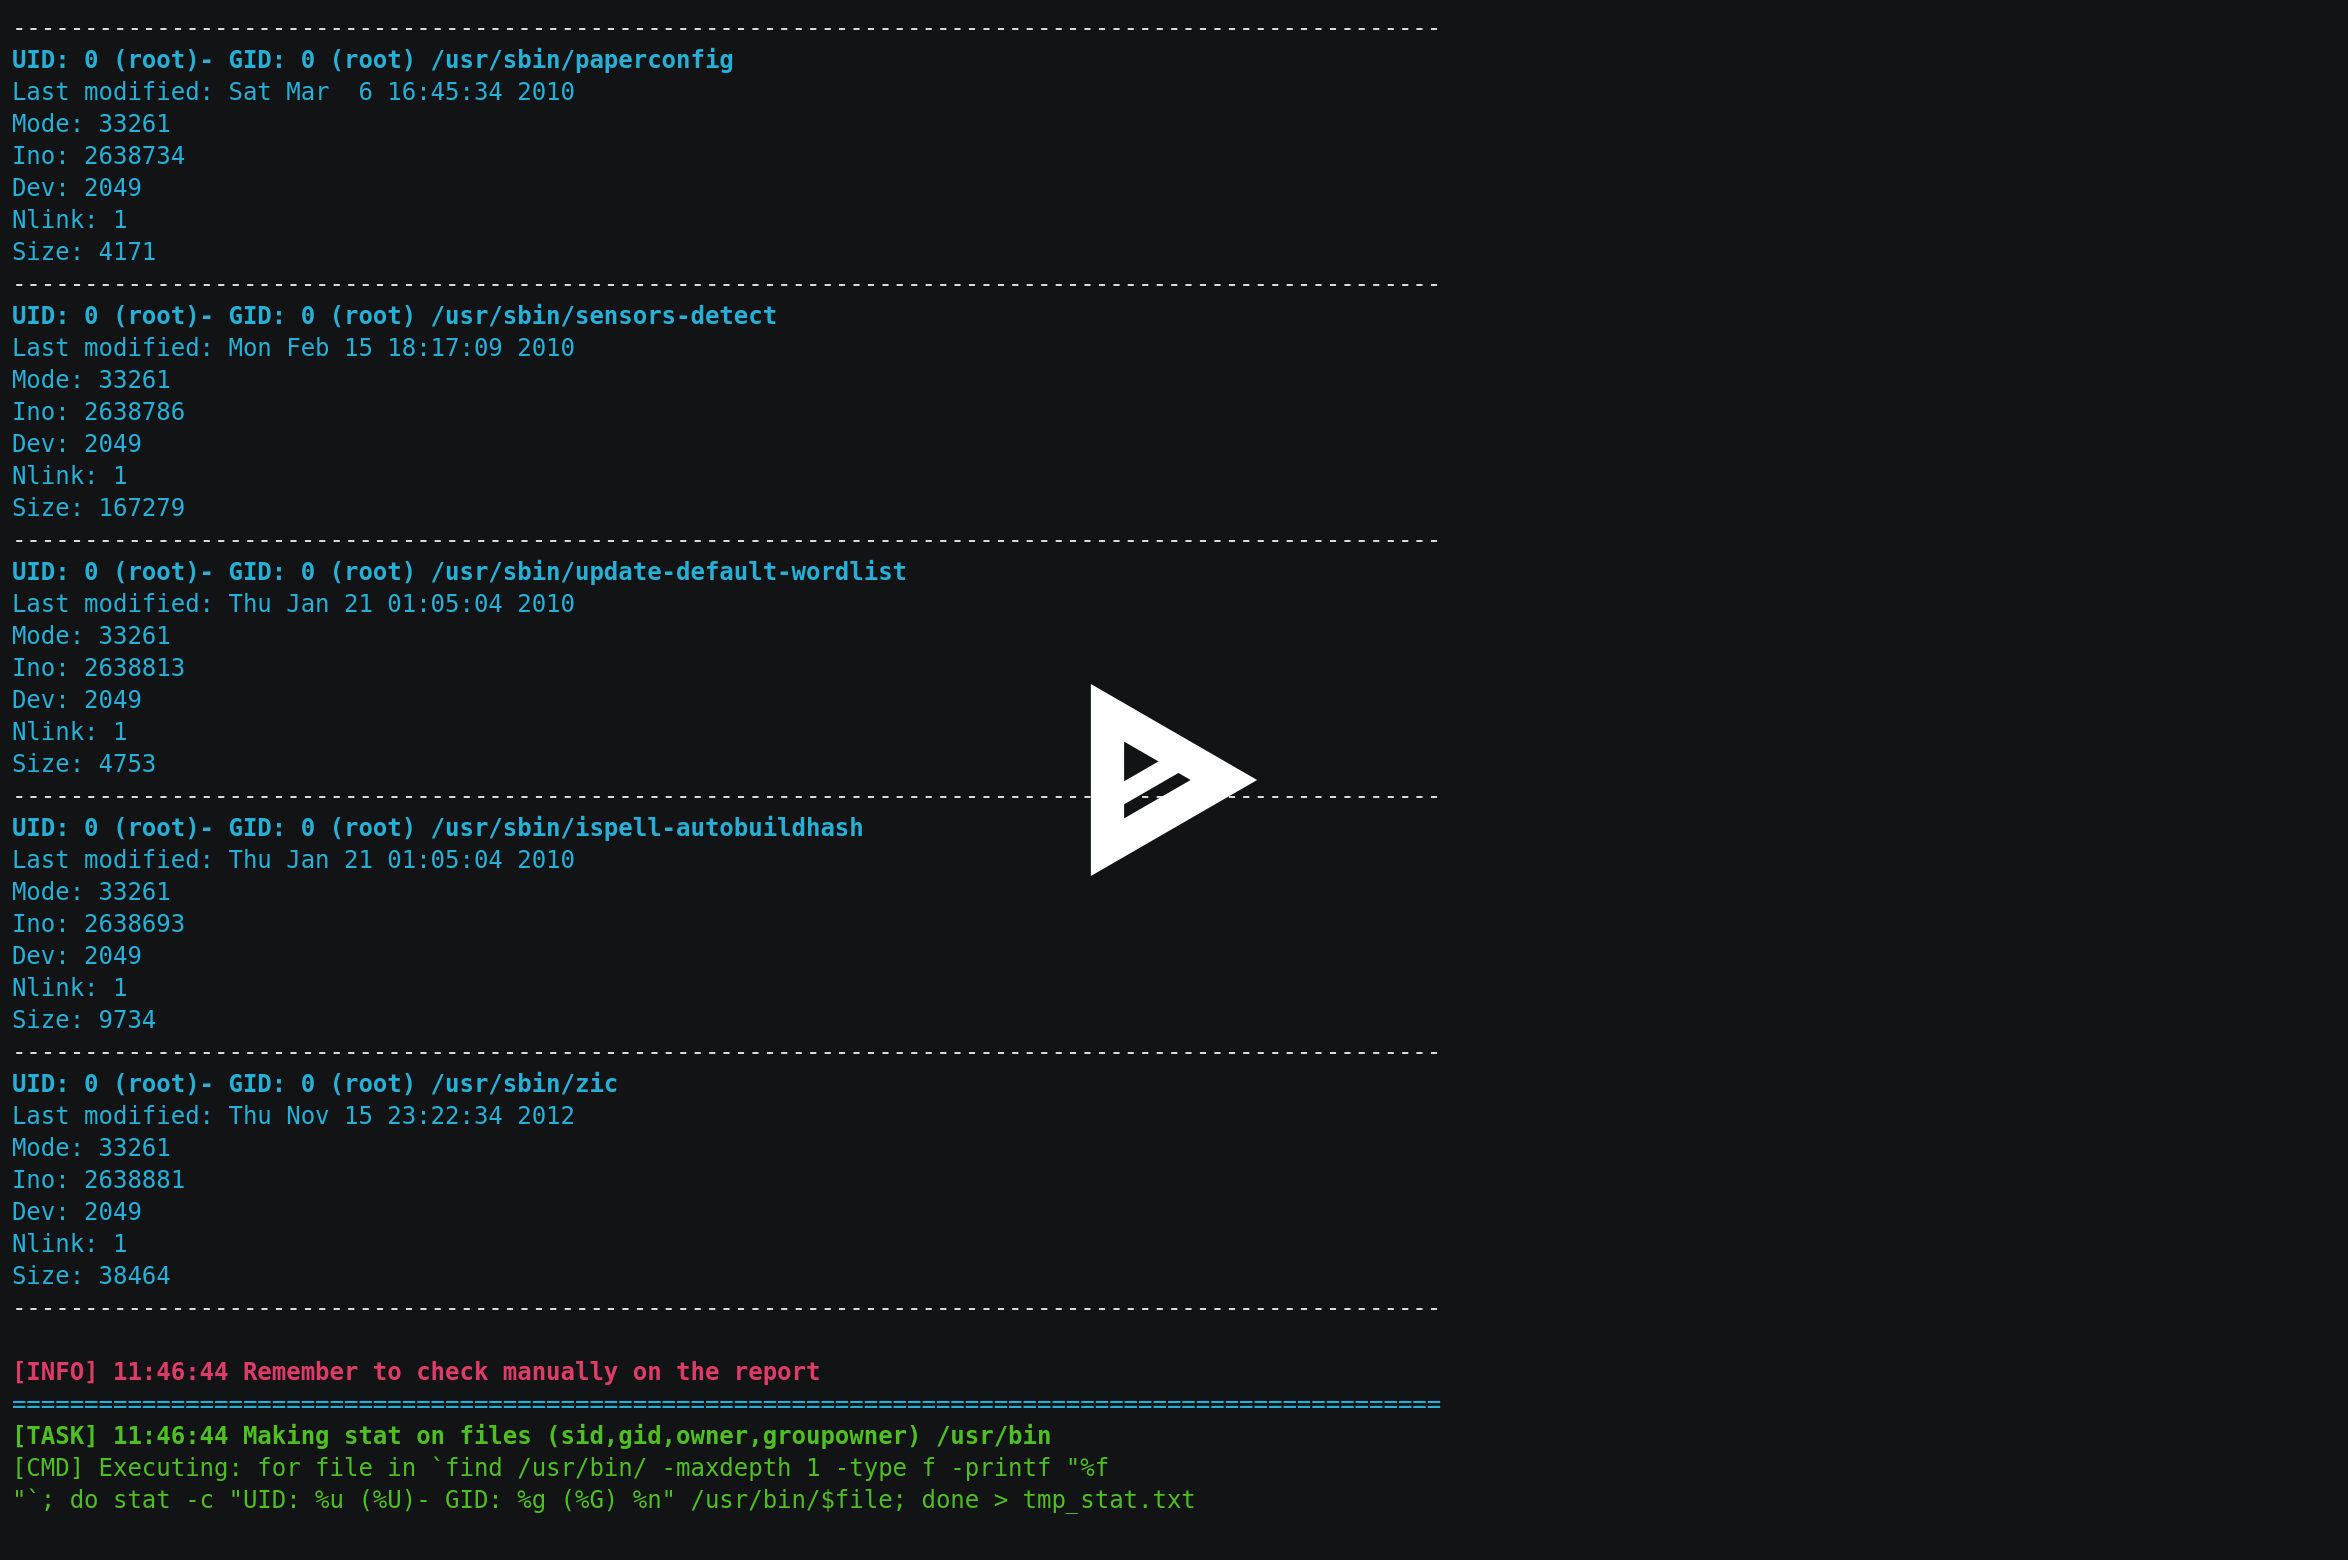 ---------------------------------------------------------------------------------------------------
UID: 0 (root)- GID: 0 (root) /usr/sbin/paperconfig
Last modified: Sat Mar  6 16:45:34 2010
Mode: 33261
Ino: 2638734
Dev: 2049
Nlink: 1
Size: 4171
---------------------------------------------------------------------------------------------------
UID: 0 (root)- GID: 0 (root) /usr/sbin/sensors-detect
Last modified: Mon Feb 15 18:17:09 2010
Mode: 33261
Ino: 2638786
Dev: 2049
Nlink: 1
Size: 167279
---------------------------------------------------------------------------------------------------
UID: 0 (root)- GID: 0 (root) /usr/sbin/update-default-wordlist
Last modified: Thu Jan 21 01:05:04 2010
Mode: 33261
Ino: 2638813
Dev: 2049
Nlink: 1
Size: 4753
---------------------------------------------------------------------------------------------------
UID: 0 (root)- GID: 0 (root) /usr/sbin/ispell-autobuildhash
Last modified: Thu Jan 21 01:05:04 2010
Mode: 33261
Ino: 2638693
Dev: 2049
Nlink: 1
Size: 9734
---------------------------------------------------------------------------------------------------
UID: 0 (root)- GID: 0 (root) /usr/sbin/zic
Last modified: Thu Nov 15 23:22:34 2012
Mode: 33261
Ino: 2638881
Dev: 2049
Nlink: 1
Size: 38464
---------------------------------------------------------------------------------------------------
[INFO] 11:46:44 Remember to check manually on the report
===================================================================================================
[TASK] 11:46:44 Making stat on files (sid,gid,owner,groupowner) /usr/bin
[CMD] Executing: for file in `find /usr/bin/ -maxdepth 1 -type f -printf "%f
"`; do stat -c "UID: %u (%U)- GID: %g (%G) %n" /usr/bin/$file; done > tmp_stat.txt